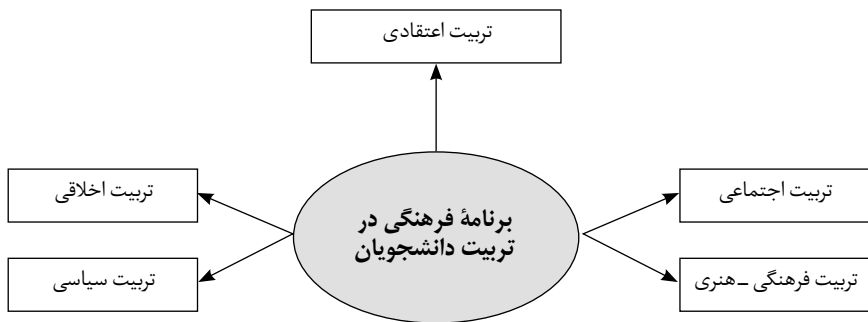 تربیت اعتقادی
تربیت اجتماعی
تربیت اخلاقی
برنامهٔ فرهنگی در
تربیت دانشجویان
تربیت فرهنگی ـ هنری
تربیت سیاسی